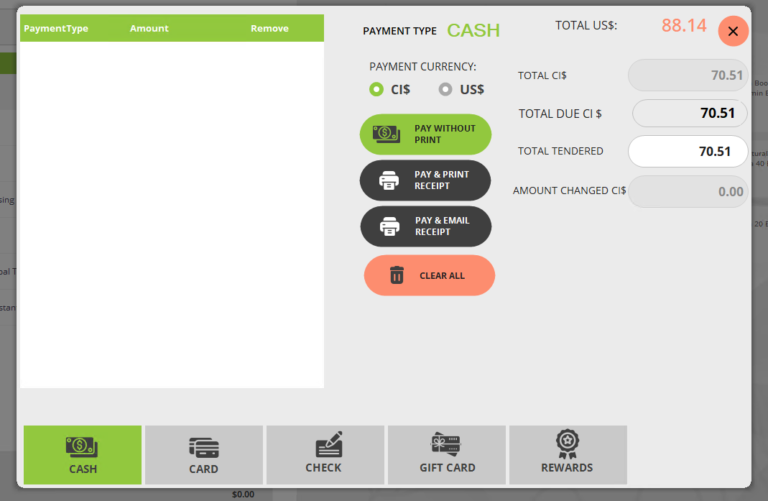 PaymentType Amount Remove
PAYMENT TYPE CASH
TOTAL US$: 88.14
PAYMENT CURRENCY:
CI$ US$
TOTAL CI$ 70.51
TOTAL DUE CI $ 70.51
TOTAL TENDERED 70.51
AMOUNT CHANGED CI$ 0.00
PAY WITHOUT
PRINT
PAY & PRINT
RECEIPT
PAY & EMAIL
RECEIPT
CLEAR ALL
CASH
CARD
CHECK
GIFT CARD
REWARDS
$0.00